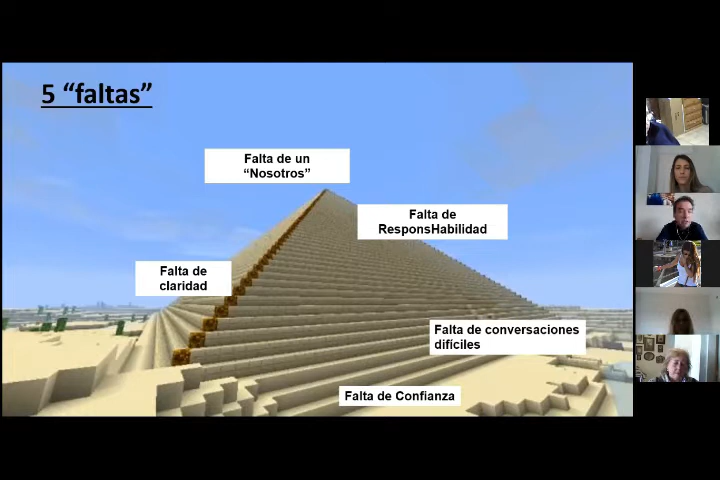 5 “faltas”
Falta de un
“Nosotros”
Falta de
ResponsHabilidad
Falta de
claridad
Falta de conversaciones
difíciles
Falta de Confianza